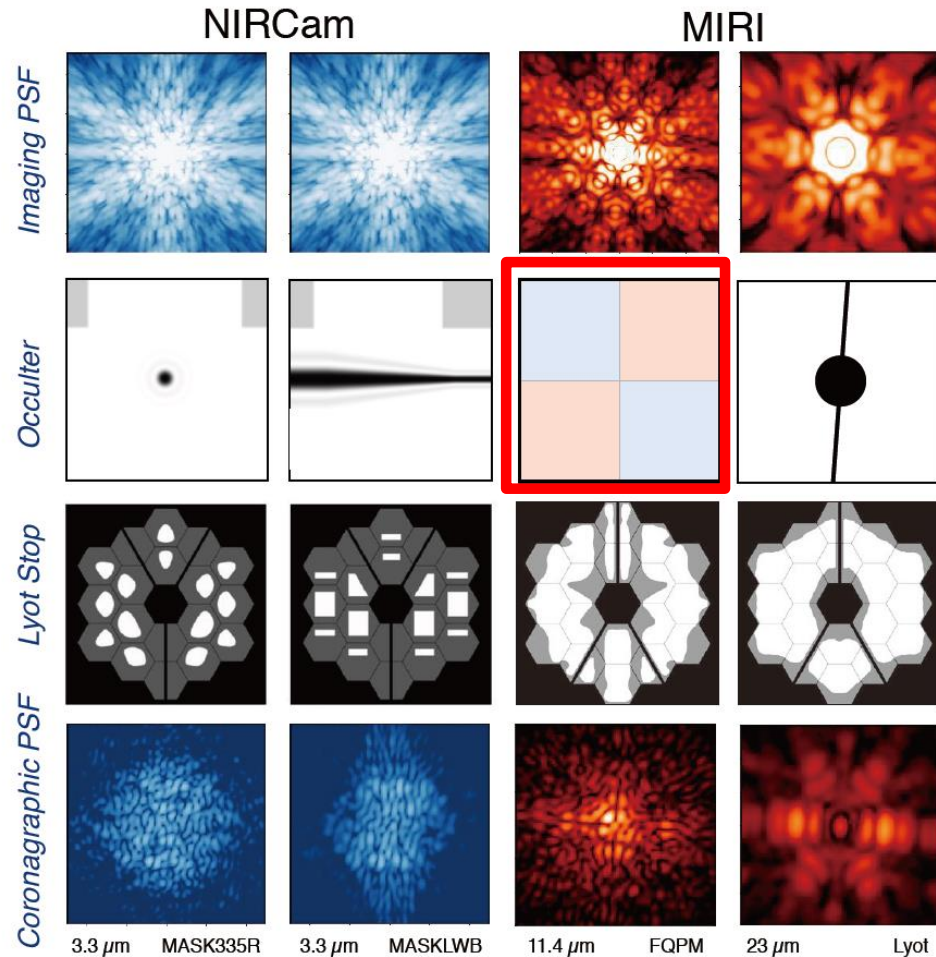 NIRCam MIRI
Imaging PSF
Occulter
Lyot Stop
Coronagraphic PSF
3.3 μm MASK335R 3.3 μm MASKLWB 11.4 μm FQPM 23 μm Lyot